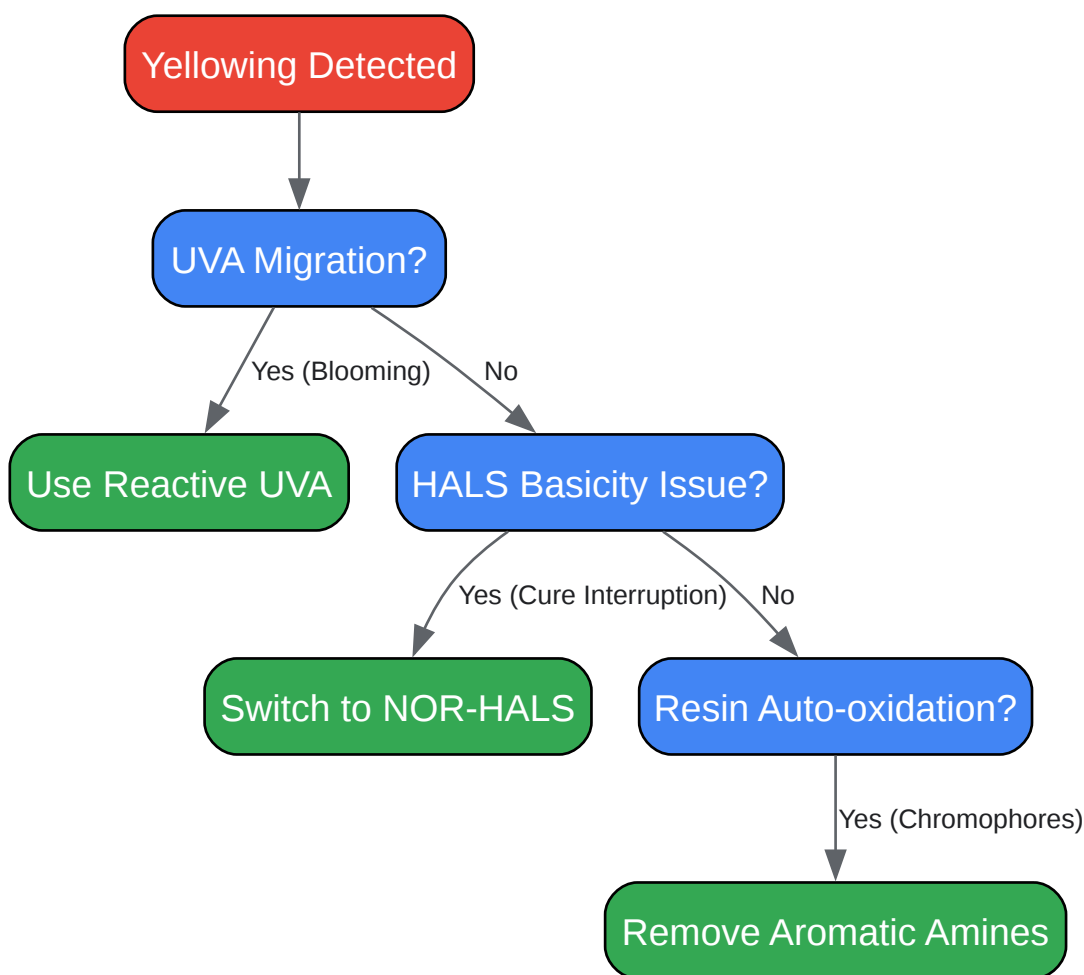 Yellowing Detected
UVA Migration?
Yes (Blooming)
No
Use Reactive UVA
HALS Basicity Issue?
Yes (Cure Interruption)
No
Switch to NOR-HALS
Resin Auto-oxidation?
Yes (Chromophores)
Remove Aromatic Amines